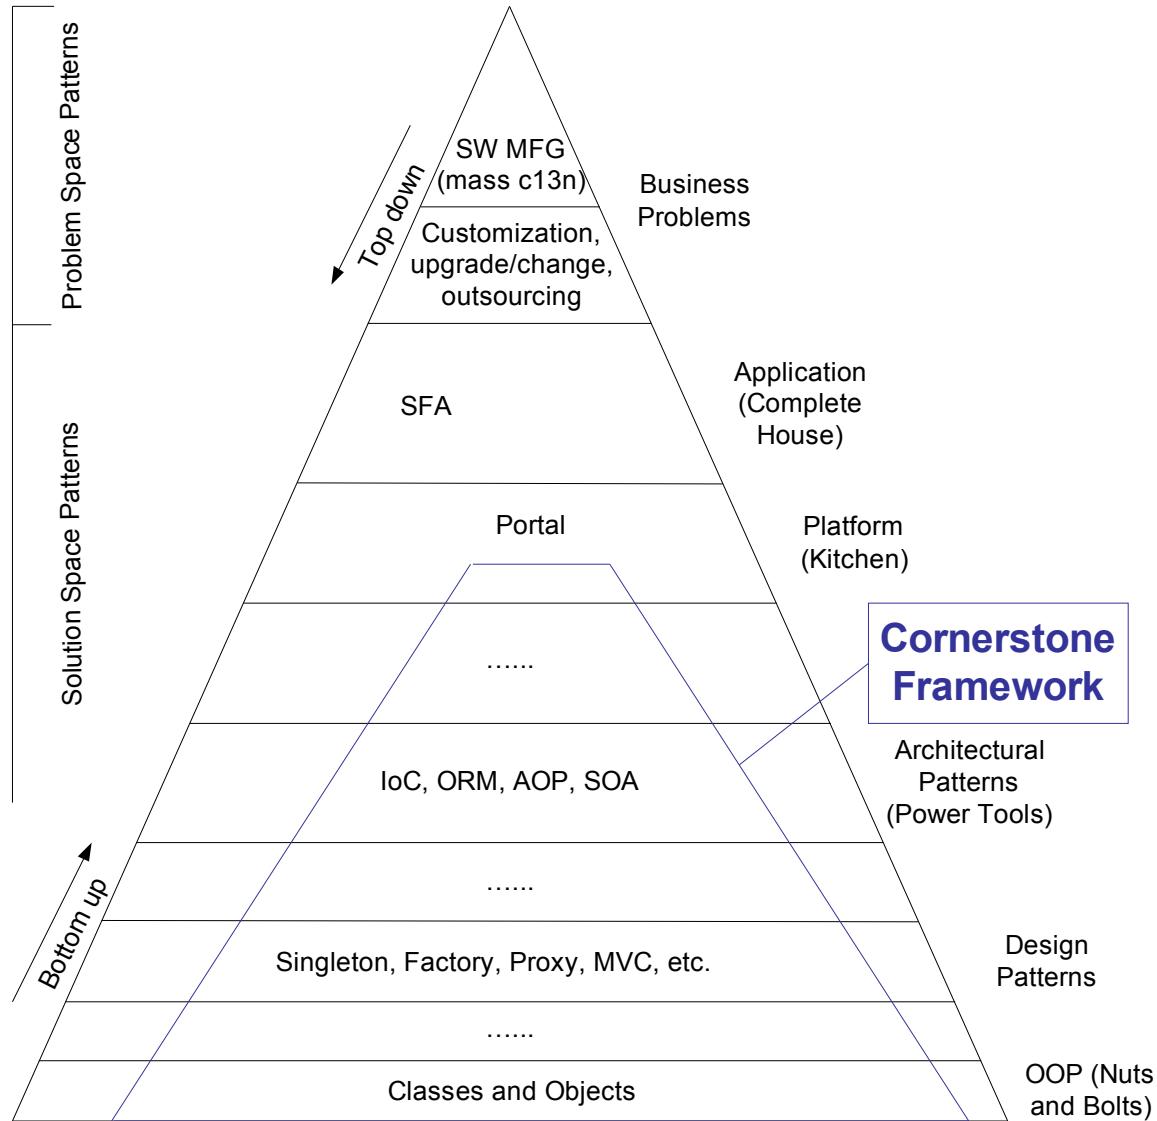 Problem Space Patterns
Solution Space Patterns
Top down
Bottom up
SW MFG
(mass c13n)
Business
Problems
Customization,
upgrade/change,
outsourcing
SFA
Application
(Complete
House)
Portal
Platform
(Kitchen)
......
Cornerstone
Framework
IoC, ORM, AOP, SOA
Architectural
Patterns
(Power Tools)
......
Singleton, Factory, Proxy, MVC, etc.
Design
Patterns
......
Classes and Objects
OOP (Nuts
and Bolts)